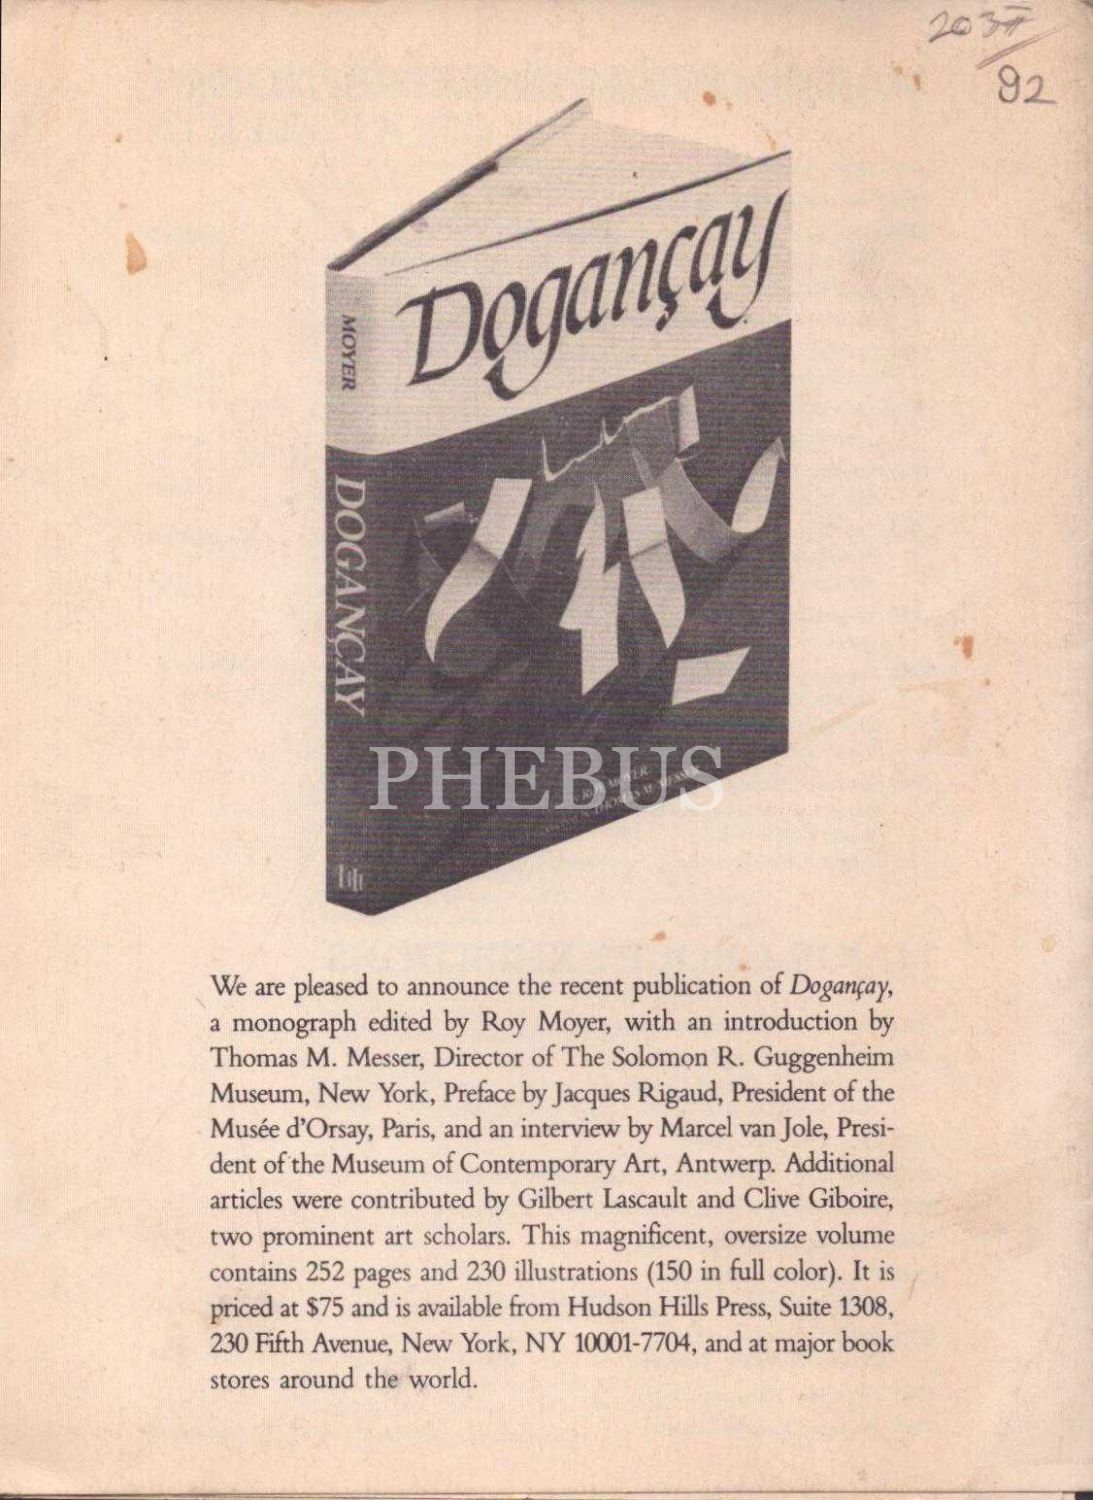 92
Dogançay
MOYER
DOGANÇAY
PHEBUS
We are pleased to announce the recent publication of Dogançay,
a monograph edited by Roy Moyer, with an introduction by
Thomas M. Messer, Director of The Solomon R. Guggenheim
Museum, New York, Preface by Jacques Rigaud, President of the
Musée d'Orsay, Paris, and an interview by Marcel van Jole, Presi-
dent of the Museum of Contemporary Art, Antwerp. Additional
articles were contributed by Gilbert Lascault and Clive Giboire,
two prominent art scholars. This magnificent, oversize volume
contains 252 pages and 230 illustrations (150 in full color). It is
priced at $75 and is available from Hudson Hills Press, Suite 1308,
230 Fifth Avenue, New York, NY 10001-7704, and at major book
stores around the world.